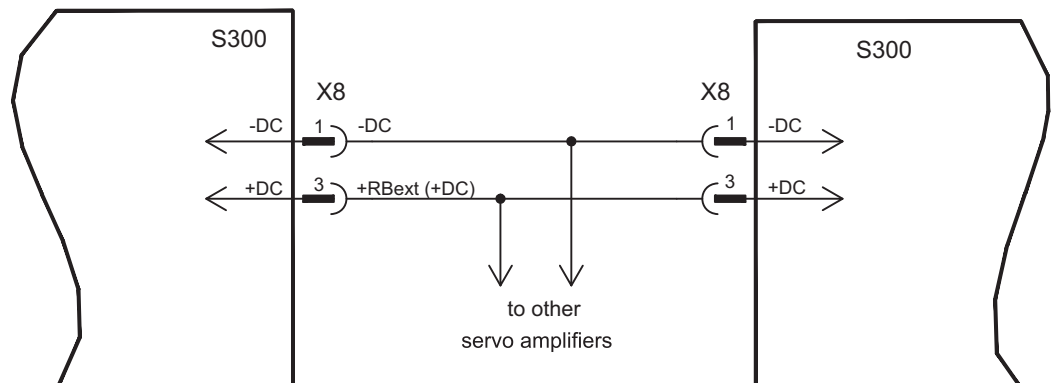 S300
S300
X8
X8
-DC
1
-DC
1
-DC
+DC
3
+RBext (+DC)
3
+DC
to other
servo amplifiers